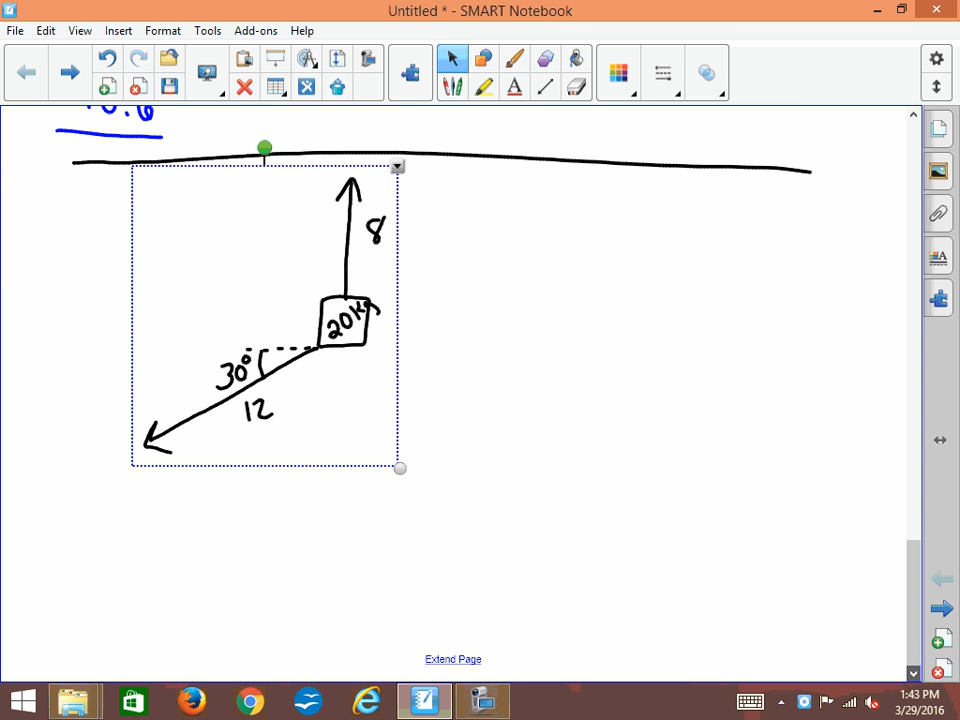 Untitled * - SMART Notebook
File Edit View Insert Format Tools Add-ons Help
8
20kg
30°
12
Extend Page
1:43 PM
3/29/2016